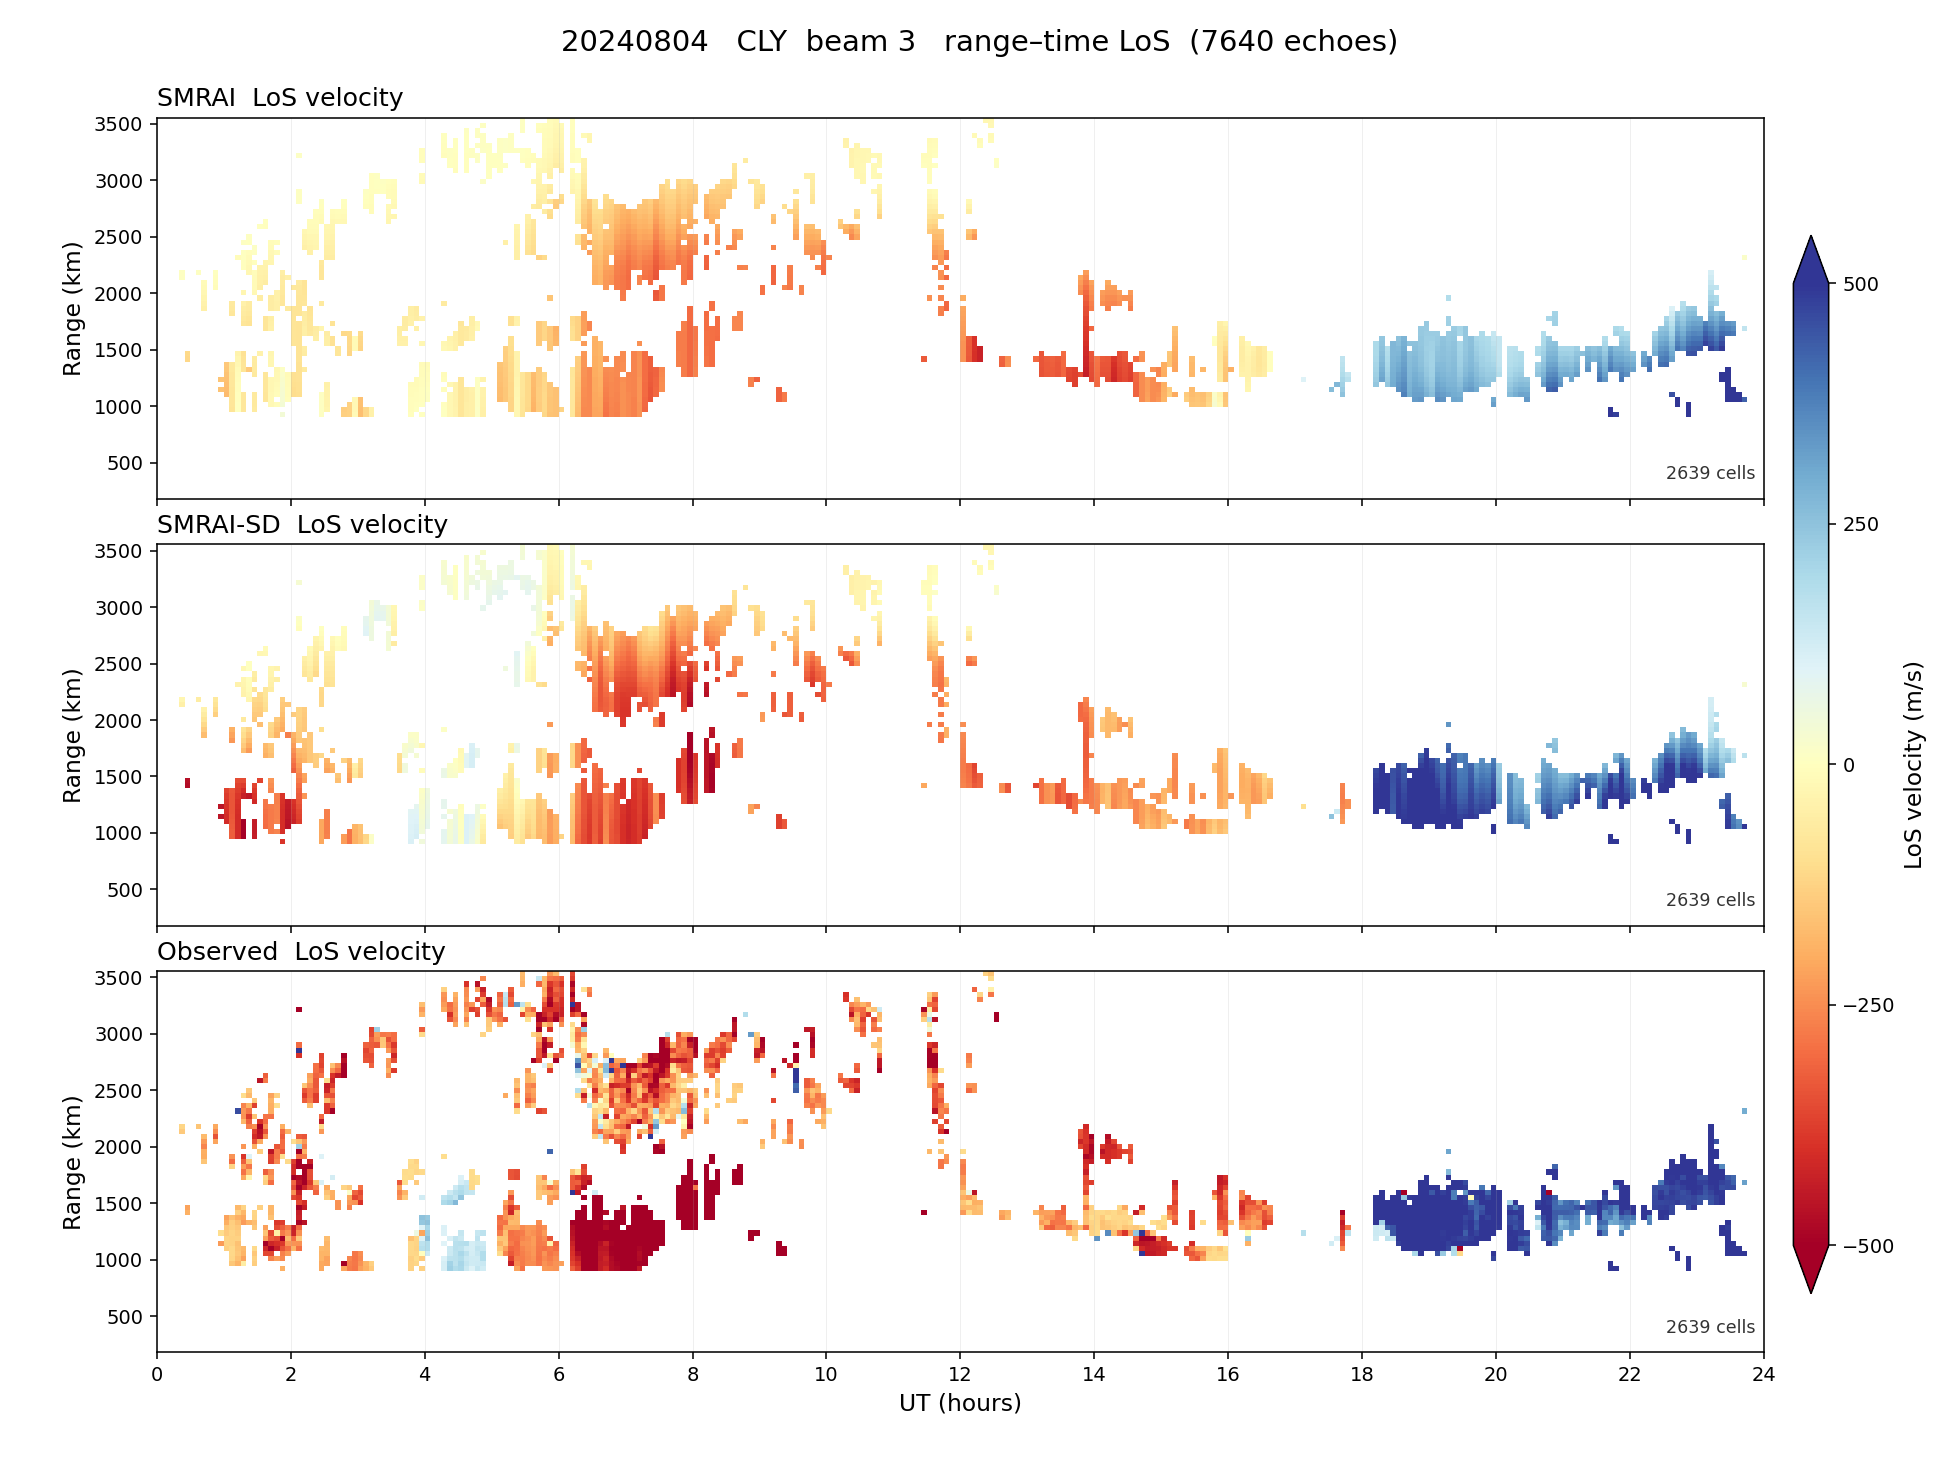 20240804 CLY beam 3 range–time LoS (7640 echoes)
SMRAI LoS velocity
3500
3000
2500
2000
1500
1000
500
Range (km)
2639 cells
SMRAI-SD LoS velocity
3500
3000
2500
2000
1500
1000
500
Range (km)
2639 cells
Observed LoS velocity
3500
3000
2500
2000
1500
1000
500
Range (km)
2639 cells
0 2 4 6 8 10 12 14 16 18 20 22 24
UT (hours)
500
250
0
−250
−500
LoS velocity (m/s)